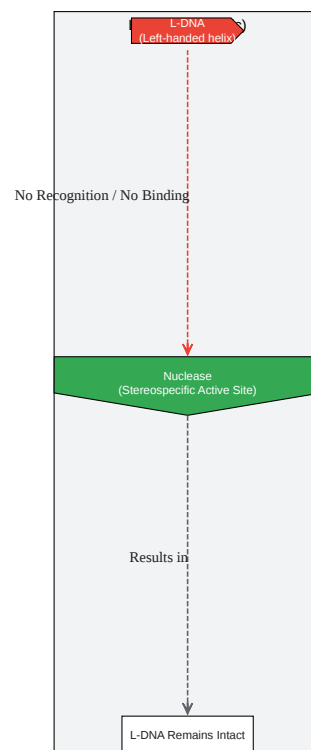 L-DNA
(Left-handed helix)
No Recognition / No Binding
Nuclease
(Stereospecific Active Site)
Results in
L-DNA Remains Intact